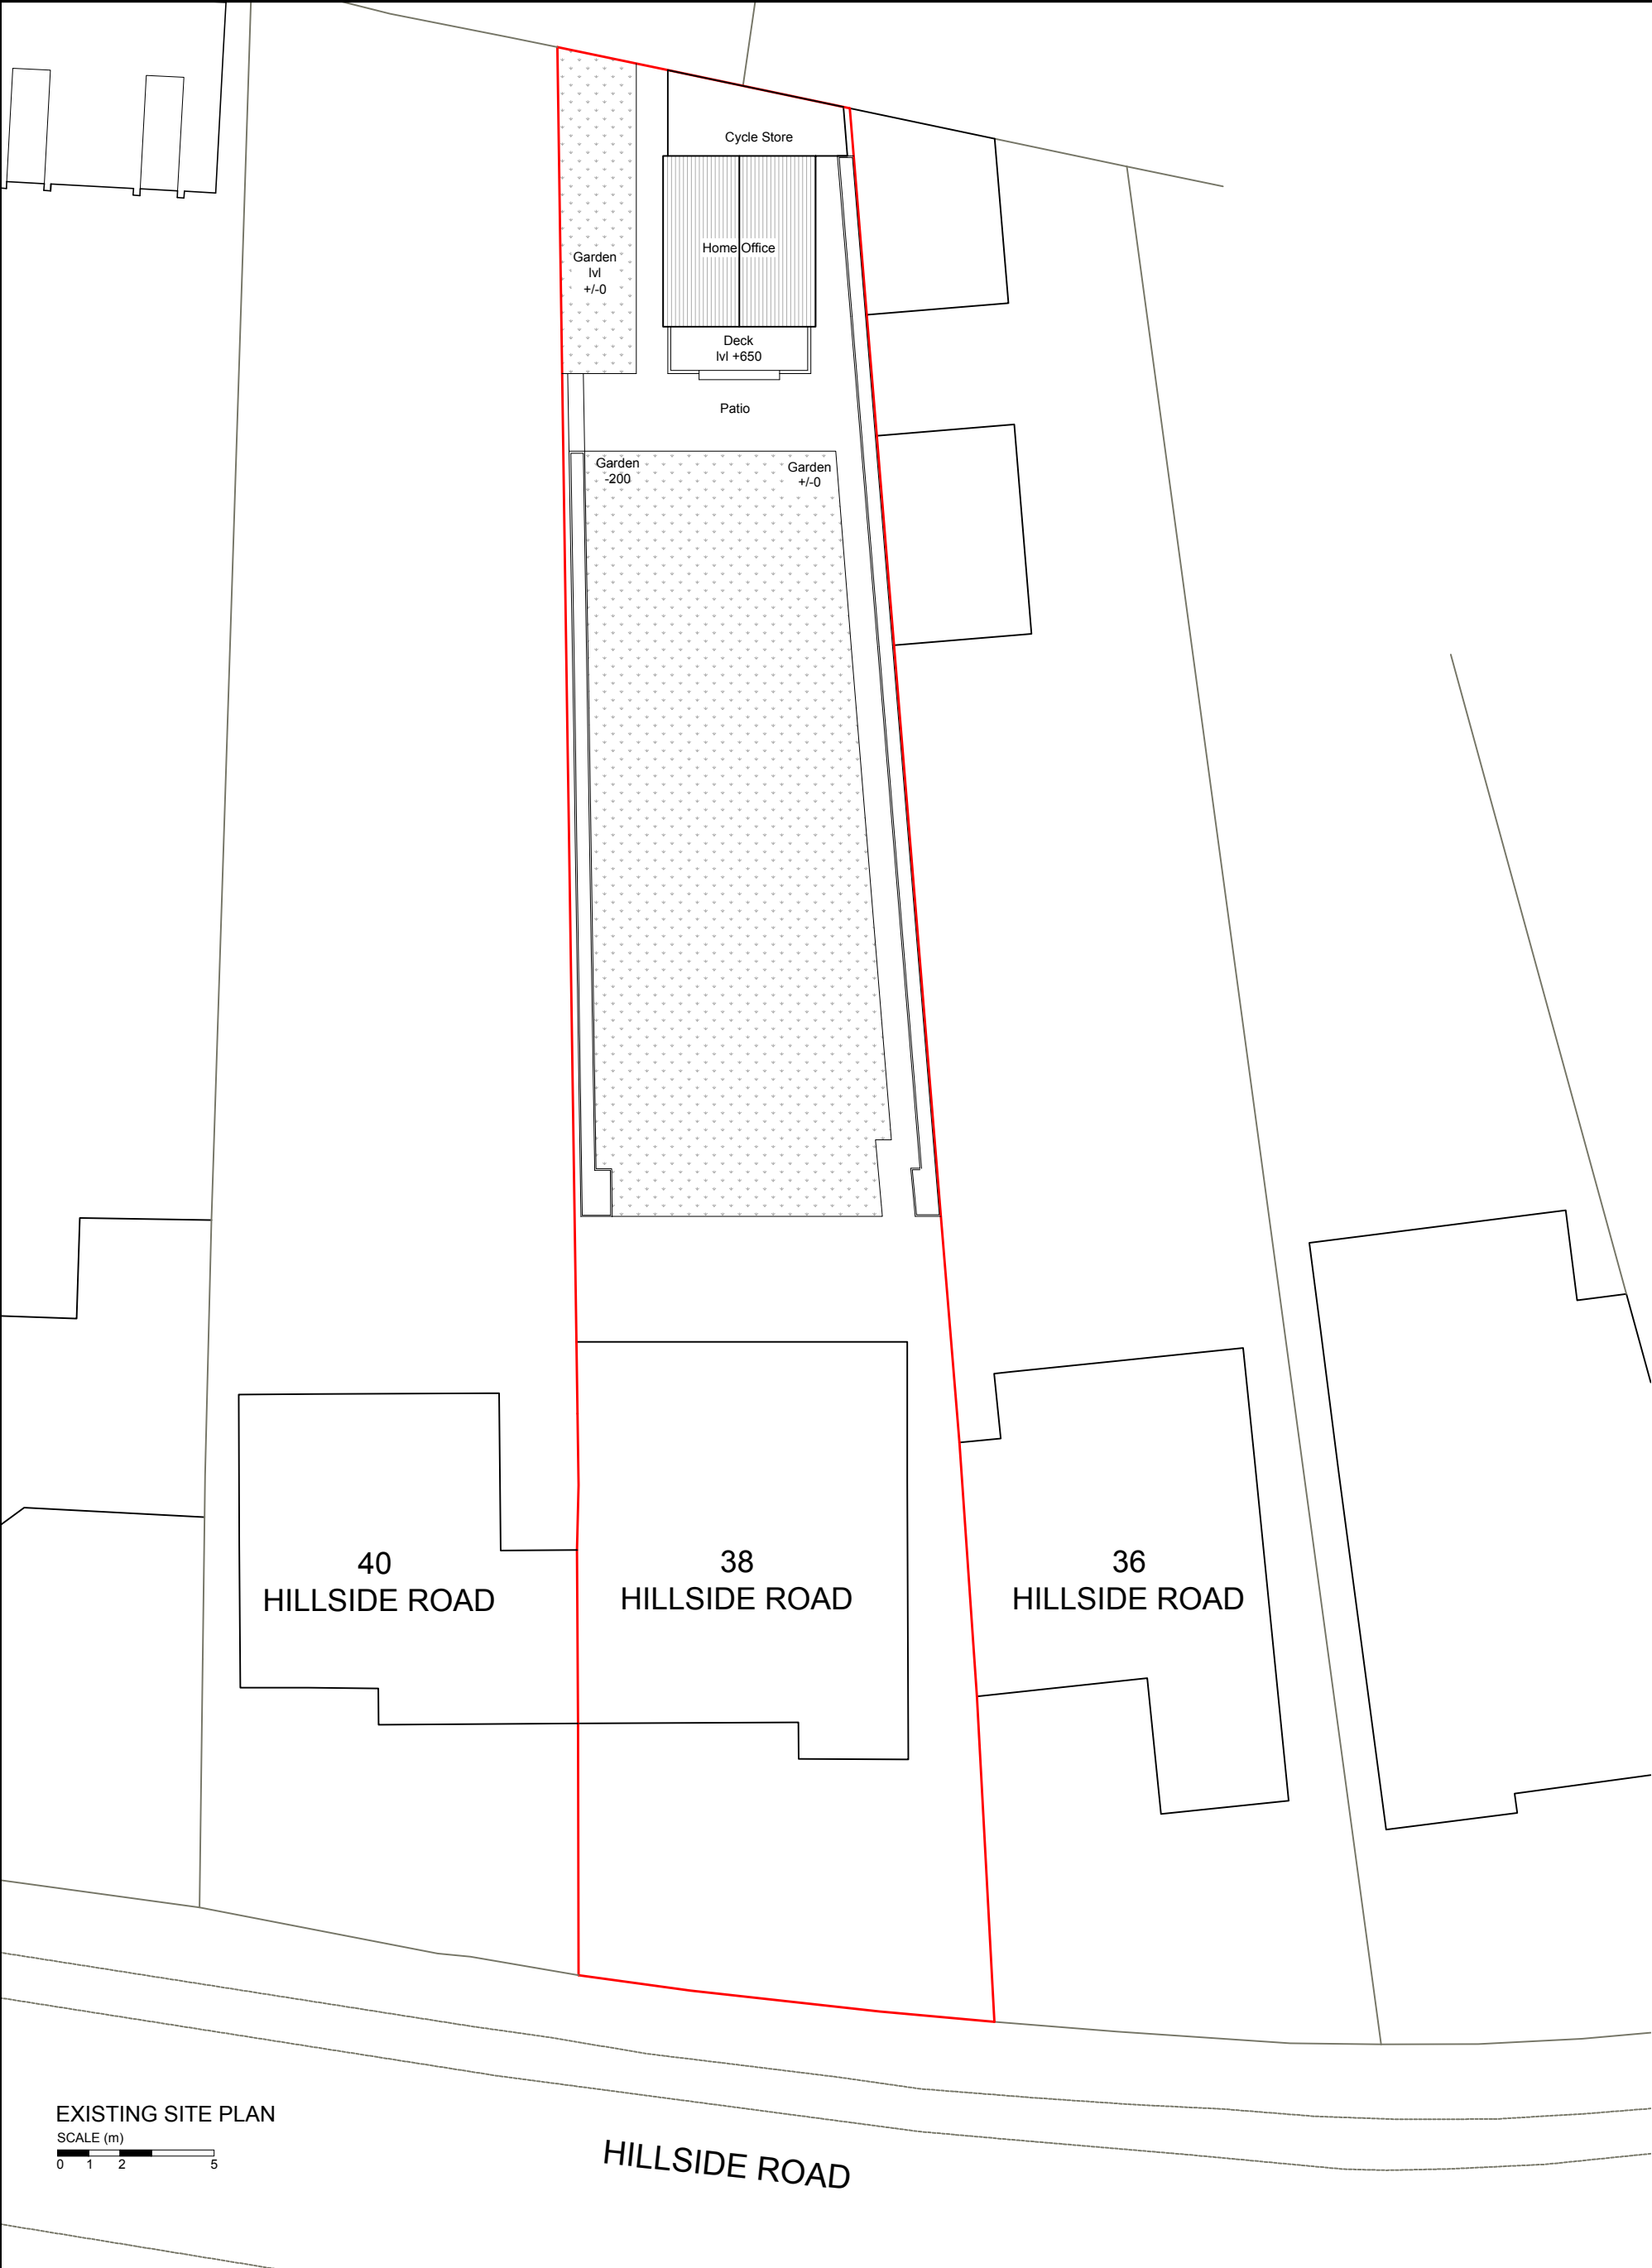 Cycle Store
Home Office
Garden
lvl
+/-0
Deck
lvl +650
Patio
Garden
-200
Garden
+/-0
40
HILLSIDE ROAD
38
HILLSIDE ROAD
36
HILLSIDE ROAD
EXISTING SITE PLAN
SCALE (m)
0 1 2 5
HILLSIDE ROAD